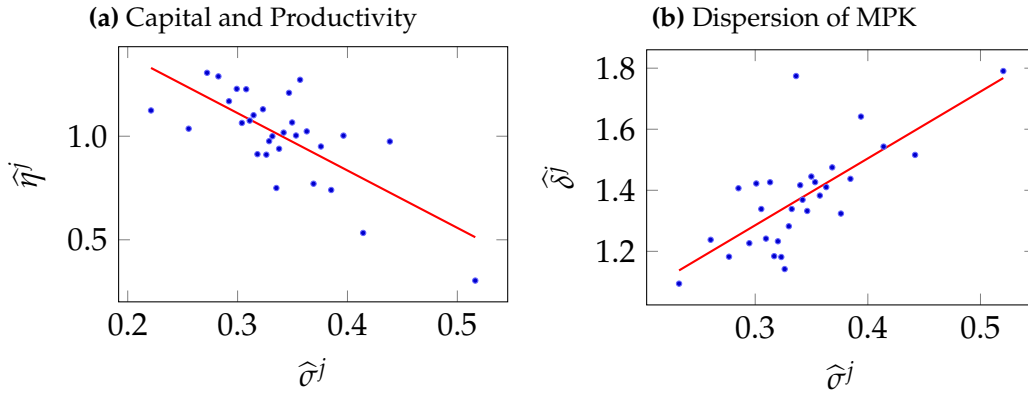 (a) Capital and Productivity
1.0
0.5
η̂ʲ
0.2 0.3 0.4 0.5
σ̂ʲ
(b) Dispersion of MPK
1.8
1.6
1.4
1.2
δ̂ʲ
0.3 0.4 0.5
σ̂ʲ